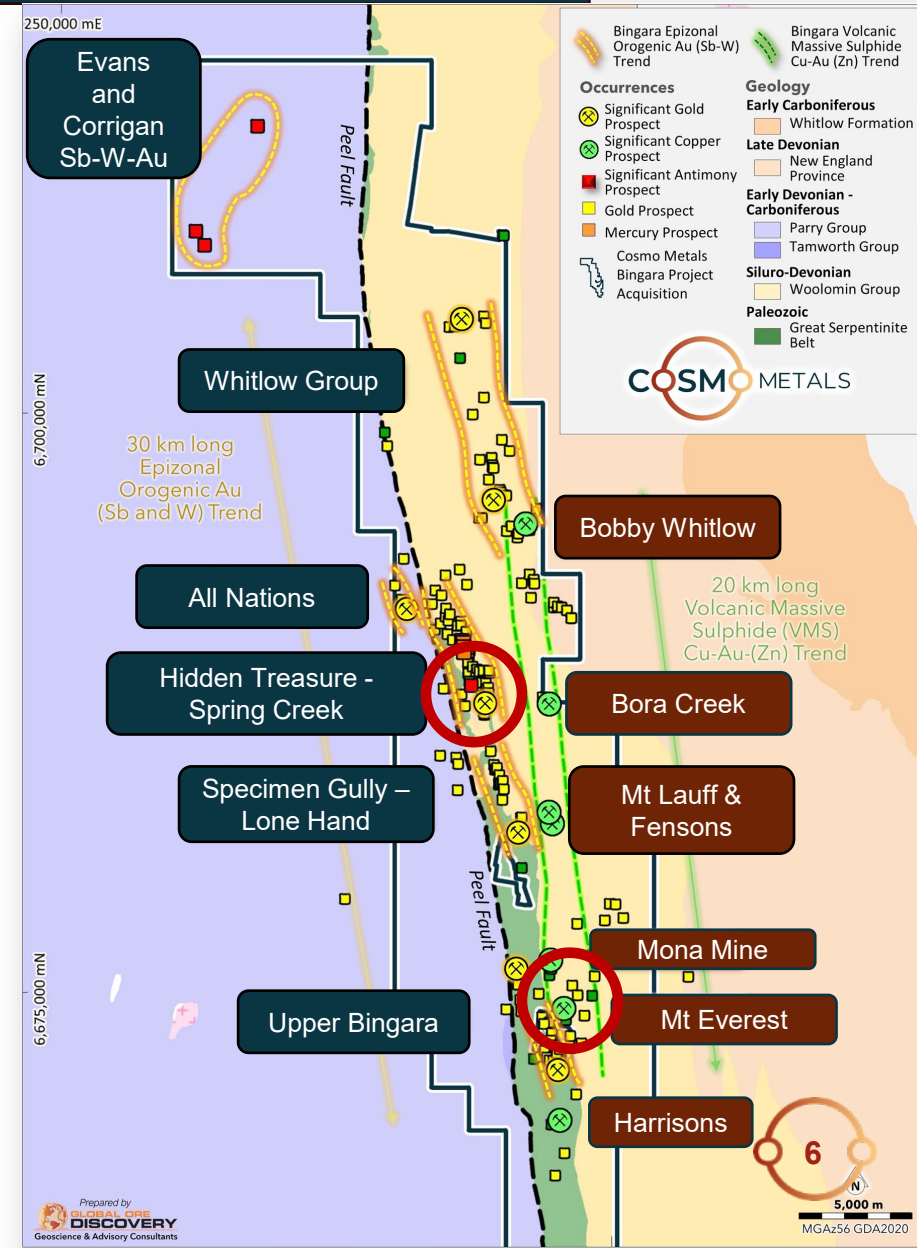 250,000 mE
Evans
and
Corrigan
Sb-W-Au
Peel Fault
Bingara Epizonal
Orogenic Au (Sb-W)
Trend
Bingara Volcanic
Massive Sulphide
Cu-Au (Zn) Trend
Occurrences
Significant Gold
Prospect
Significant Copper
Prospect
Significant Antimony
Prospect
Gold Prospect
Mercury Prospect
Cosmo Metals
Bingara Project
Acquisition
Geology
Early Carboniferous
Whitlow Formation
Late Devonian
New England
Province
Early Devonian -
Carboniferous
Parry Group
Tamworth Group
Siluro-Devonian
Woolomin Group
Paleozoic
Great Serpentinite
Belt
COSMO METALS
Whitlow Group
6,700,000 mN
30 km long
Epizonal
Orogenic Au
(Sb and W) Trend
Bobby Whitlow
All Nations
20 km long
Volcanic Massive
Sulphide (VMS)
Cu-Au-(Zn) Trend
Hidden Treasure -
Spring Creek
Bora Creek
Specimen Gully –
Lone Hand
Mt Lauff &
Fensons
Peel Fault
Mona Mine
6,675,000 mN
Upper Bingara
Mt Everest
Harrisons
6
N
5,000 m
MGAz56 GDA2020
Prepared by
GLOBAL ORE
DISCOVERY
Geoscience & Advisory Consultants